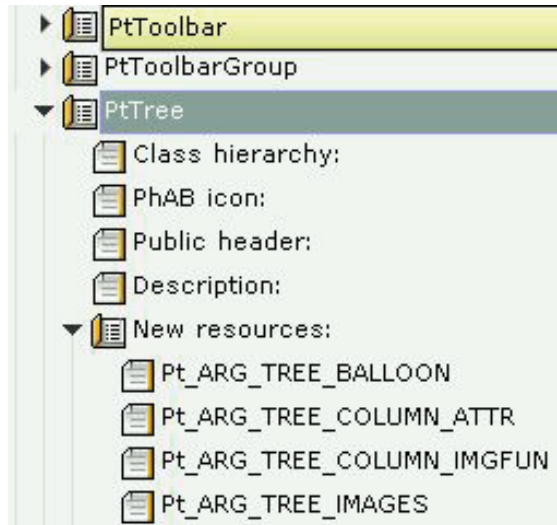 PtToolbar
PtToolbarGroup
PtTree
Class hierarchy:
PhAB icon:
Public header:
Description:
New resources:
Pt_ARG_TREE_BALLOON
Pt_ARG_TREE_COLUMN_ATTR
Pt_ARG_TREE_COLUMN_IMGFUN
Pt_ARG_TREE_IMAGES